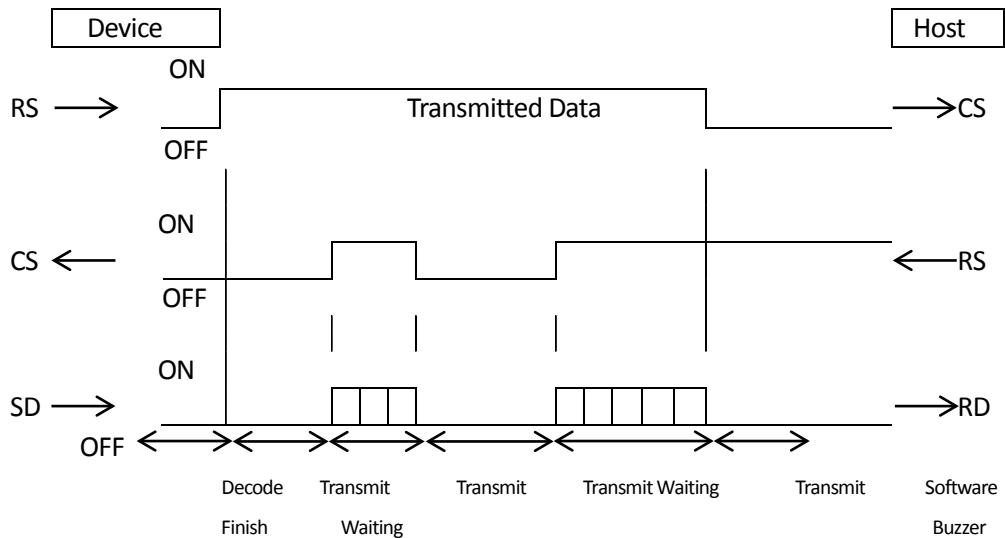 Device Host
ON
RS Transmitted Data CS
OFF
ON
CS RS
OFF
ON
SD RD
OFF
Decode Transmit Transmit Transmit Waiting Transmit Software
Finish Waiting Buzzer